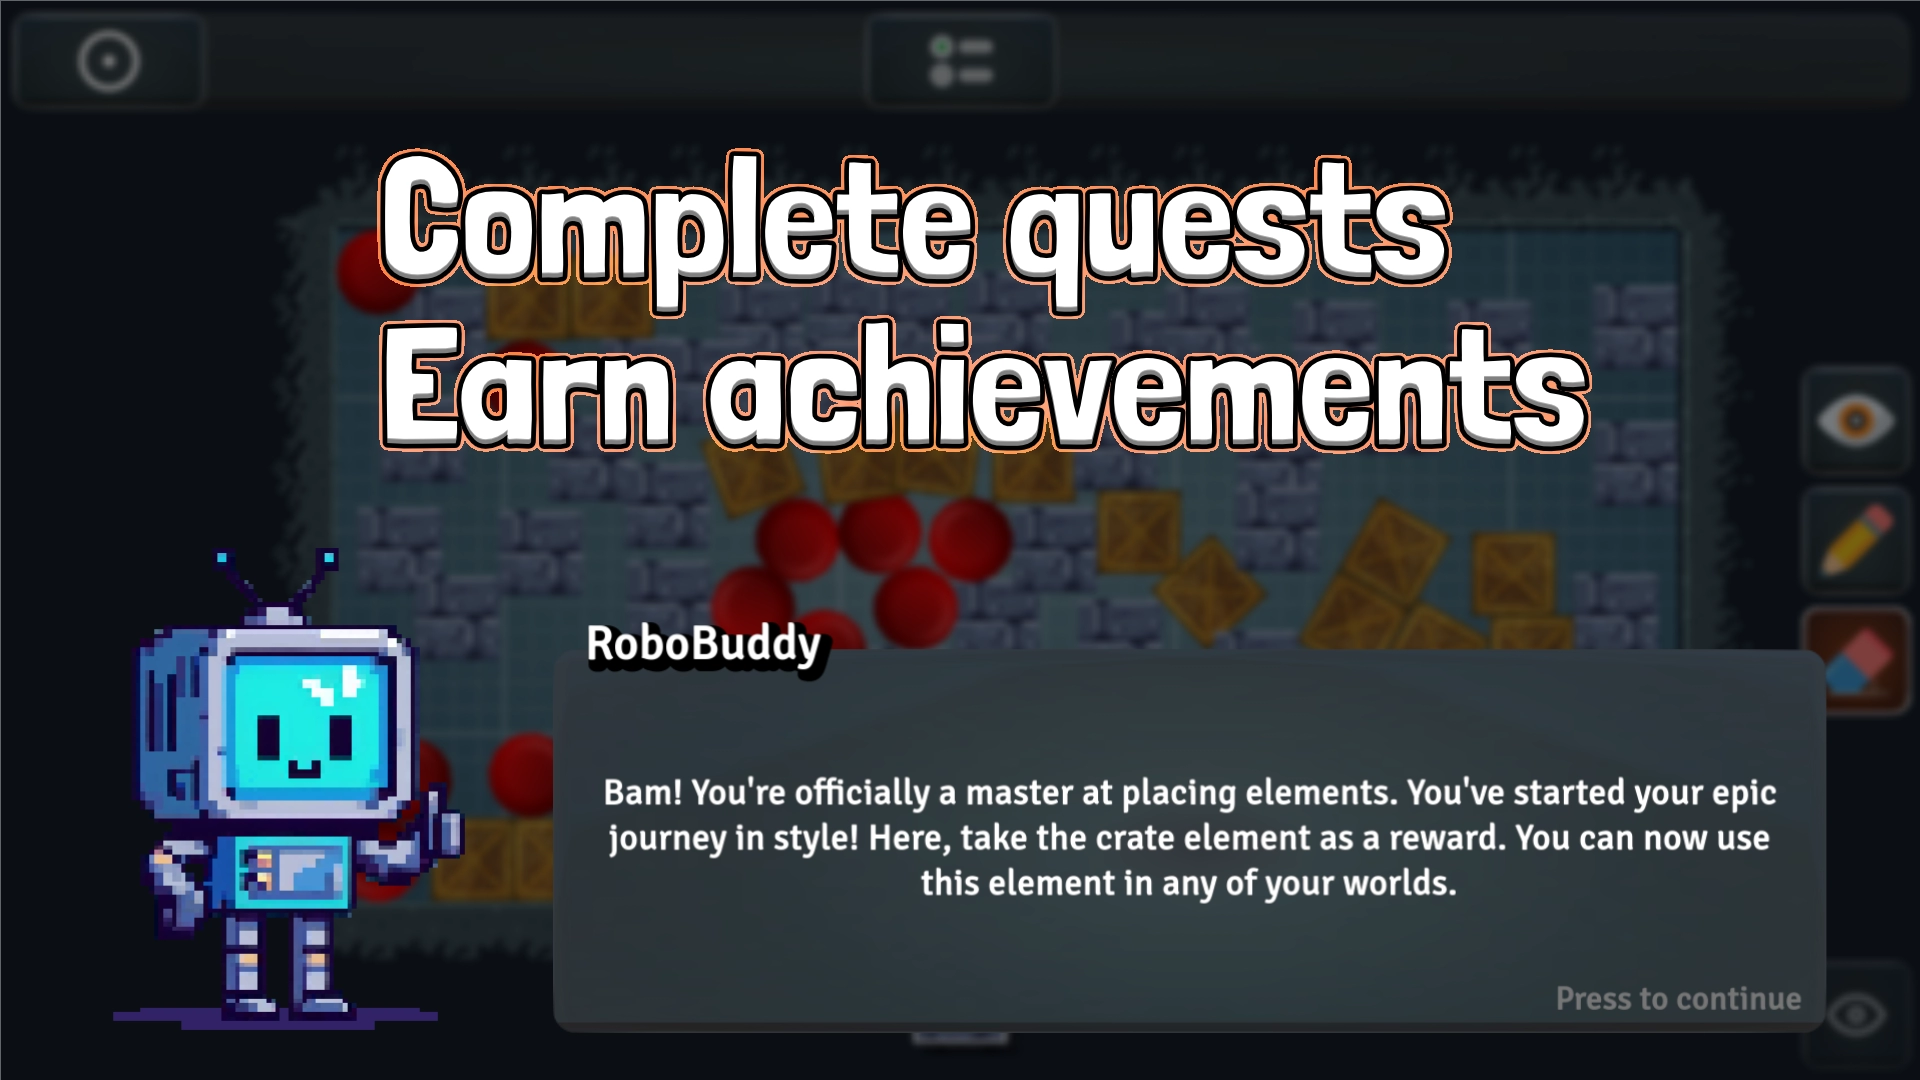 Complete quests
Earn achievements
RoboBuddy
Bam! You're officially a master at placing elements. You've started your epic
journey in style! Here, take the crate element as a reward. You can now use
this element in any of your worlds.
Press to continue